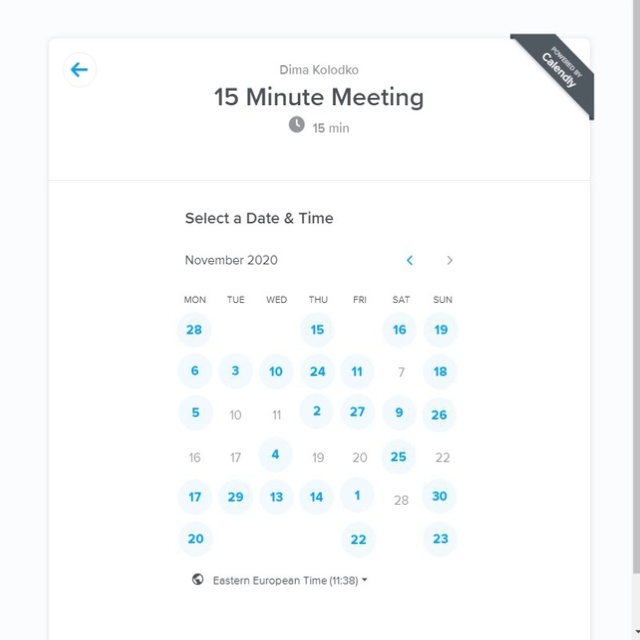 Dima Kolodko
POWERED BY
Calendly
15 Minute Meeting
15 min
Select a Date & Time
November 2020
MON TUE WED THU FRI SAT SUN
28 15 16 19
6 3 10 24 11 7 18
5 10 11 2 27 9 26
16 17 4 19 20 25 22
17 29 13 14 1 28 30
20 22 23
Eastern European Time (11:38)